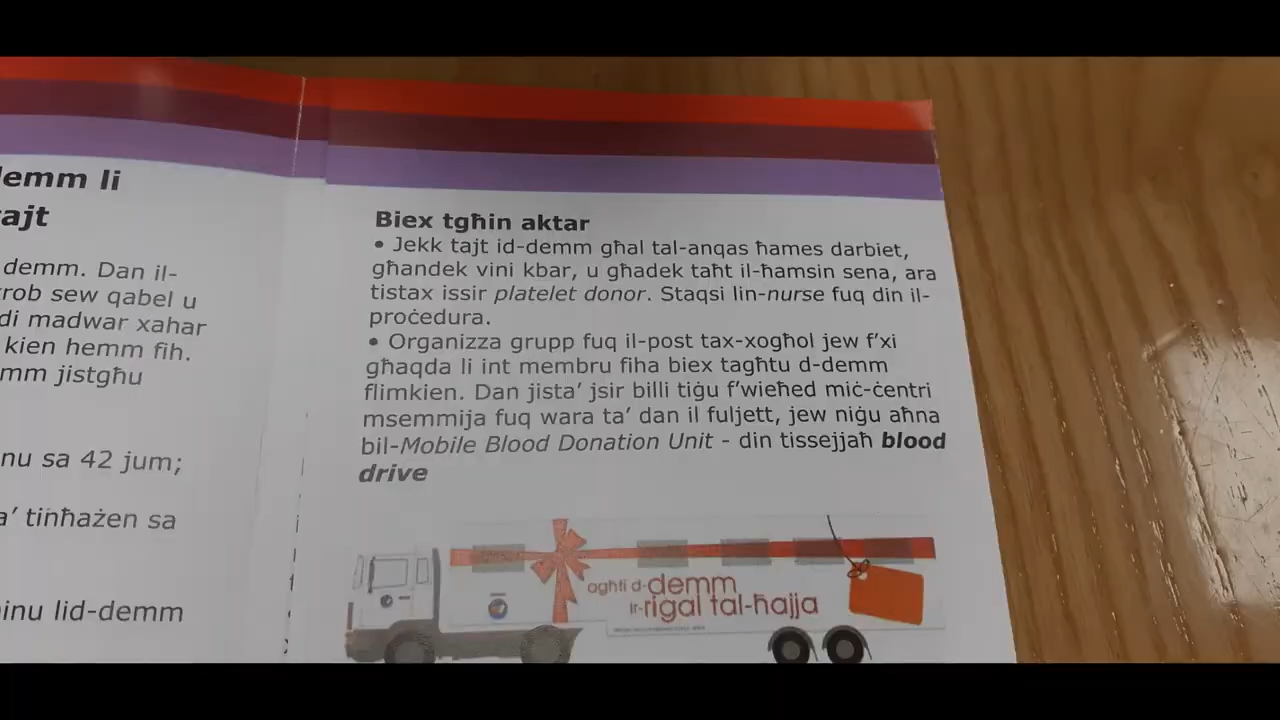 demm li
tajt
demm. Dan il-
xrob sew qabel u
di madwar xahar
kien hemm fih.
mm jistgħu
nu sa 42 jum;
a’ tinħażen sa
inu lid-demm
Biex tgħin aktar
• Jekk tajt id-demm għal tal-anqas ħames darbiet,
għandek vini kbar, u għadek taħt il-ħamsin sena, ara
tistax issir platelet donor. Staqsi lin-nurse fuq din il-
proċedura.
• Organizza grupp fuq il-post tax-xogħol jew f’xi
għaqda li int membru fiha biex tagħtu d-demm
flimkien. Dan jista’ jsir billi tiġu f’wieħed miċ-ċentri
msemmija fuq wara ta’ dan il fuljett, jew niġu aħna
bil-Mobile Blood Donation Unit - din tissejjaħ blood
drive
agħti d-demm
ir-rigal tal-ħajja